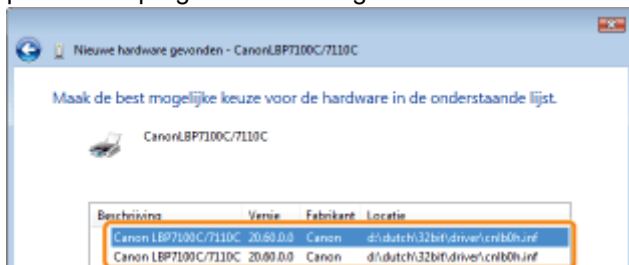 Nieuwe hardware gevonden - CanonLBP7100C/7110C
Maak de best mogelijke keuze voor de hardware in de onderstaande lijst.
CanonLBP7100C/7110C
Beschrijving Versie Fabrikant Locatie
Canon LBP7100C/7110C 20.60.0.0 Canon d:\dutch\32bit\driver\cnlb0h.inf
Canon LBP7100C/7110C 20.60.0.0 Canon d:\dutch\32bit\driver\cnlb0h.inf